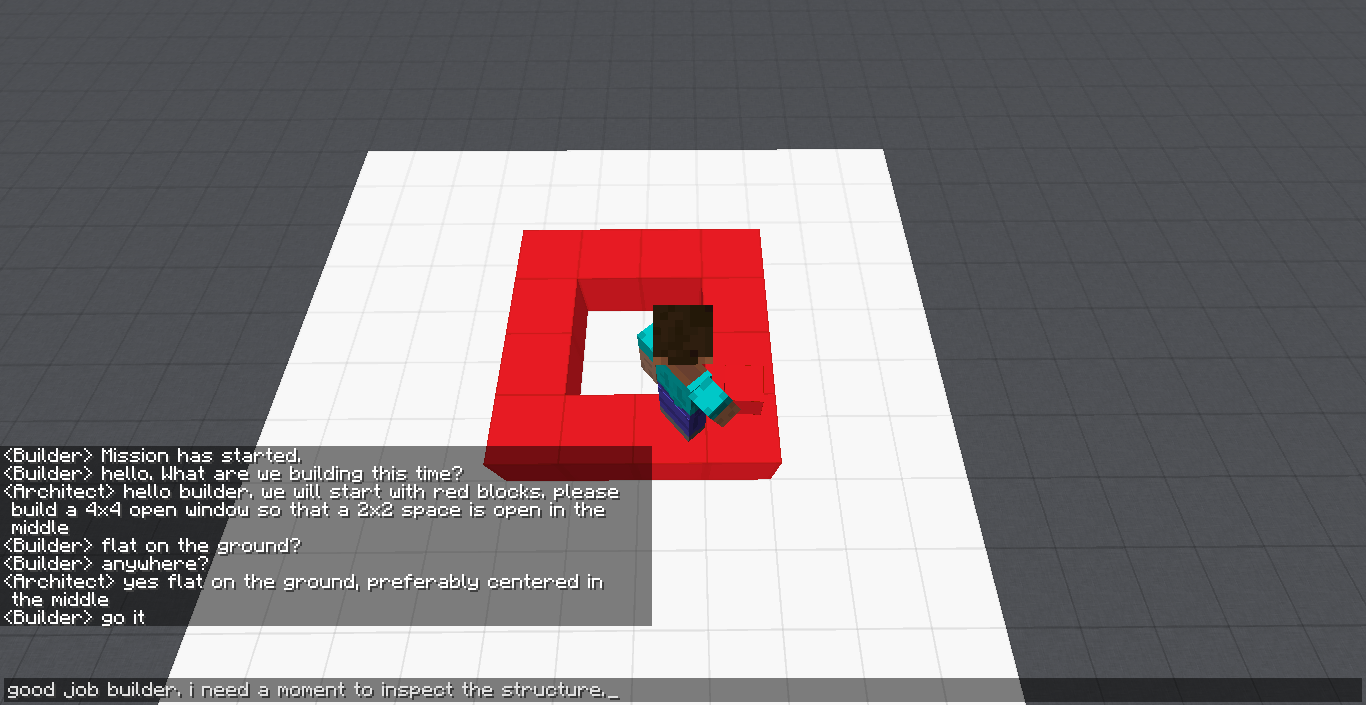 <Builder> Mission has started.
<Builder> hello. What are we building this time?
<Architect> hello builder. we will start with red blocks. please
build a 4x4 open window so that a 2x2 space is open in the
middle
<Builder> flat on the ground?
<Builder> anywhere?
<Architect> yes flat on the ground, preferably centered in
the middle
<Builder> go it
good job builder. i need a moment to inspect the structure._